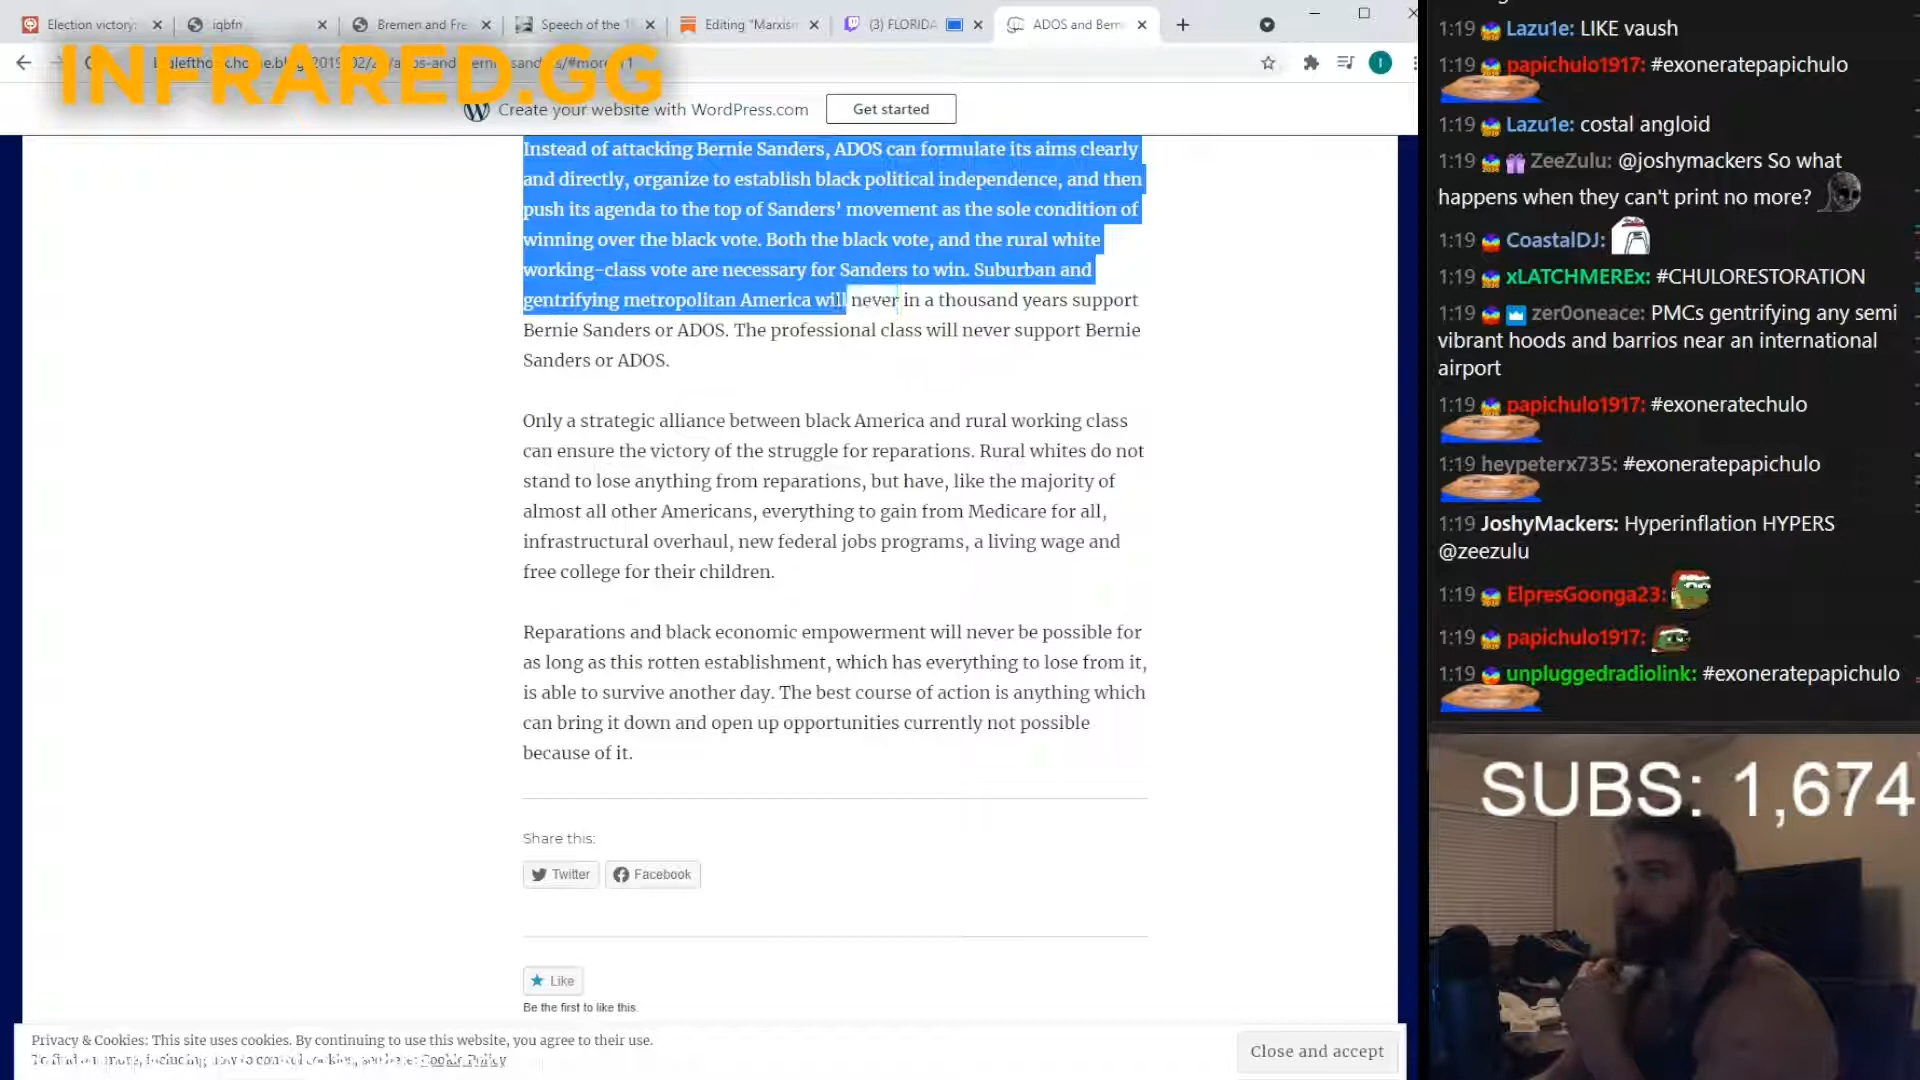 Election victory:
iqbfn
Bremen and Fre
Speech of the 1
Editing "Marxism
(3) FLORIDA
ADOS and Bern
INFRARED.GG
Create your website with WordPress.com
Get started
Instead of attacking Bernie Sanders, ADOS can formulate its aims clearly
and directly, organize to establish black political independence, and then
push its agenda to the top of Sanders’ movement as the sole condition of
winning over the black vote. Both the black vote, and the rural white
working-class vote are necessary for Sanders to win. Suburban and
gentrifying metropolitan America will never in a thousand years support
Bernie Sanders or ADOS. The professional class will never support Bernie
Sanders or ADOS.
Only a strategic alliance between black America and rural working class
can ensure the victory of the struggle for reparations. Rural whites do not
stand to lose anything from reparations, but have, like the majority of
almost all other Americans, everything to gain from Medicare for all,
infrastructural overhaul, new federal jobs programs, a living wage and
free college for their children.
Reparations and black economic empowerment will never be possible for
as long as this rotten establishment, which has everything to lose from it,
is able to survive another day. The best course of action is anything which
can bring it down and open up opportunities currently not possible
because of it.
Share this:
Twitter
Facebook
Like
Be the first to like this.
Privacy & Cookies: This site uses cookies. By continuing to use this website, you agree to their use.
To find out more, including how to control cookies, see here: Cookie Policy
Close and accept
1:19 Lazu1e: LIKE vaush
1:19 papichulo1917: #exoneratepapichulo
1:19 Lazu1e: costal angloid
1:19 ZeeZulu: @joshymackers So what
happens when they can't print no more?
1:19 CoastalDJ:
1:19 xLATCHMEREx: #CHULORESTORATION
1:19 zer0oneace: PMCs gentrifying any semi
vibrant hoods and barrios near an international
airport
1:19 papichulo1917: #exoneratechulo
1:19 heypeterx735: #exoneratepapichulo
1:19 JoshyMackers: Hyperinflation HYPERS
@zeezulu
1:19 ElpresGoonga23:
1:19 papichulo1917:
1:19 unpluggedradiolink: #exoneratepapichulo
SUBS: 1,674